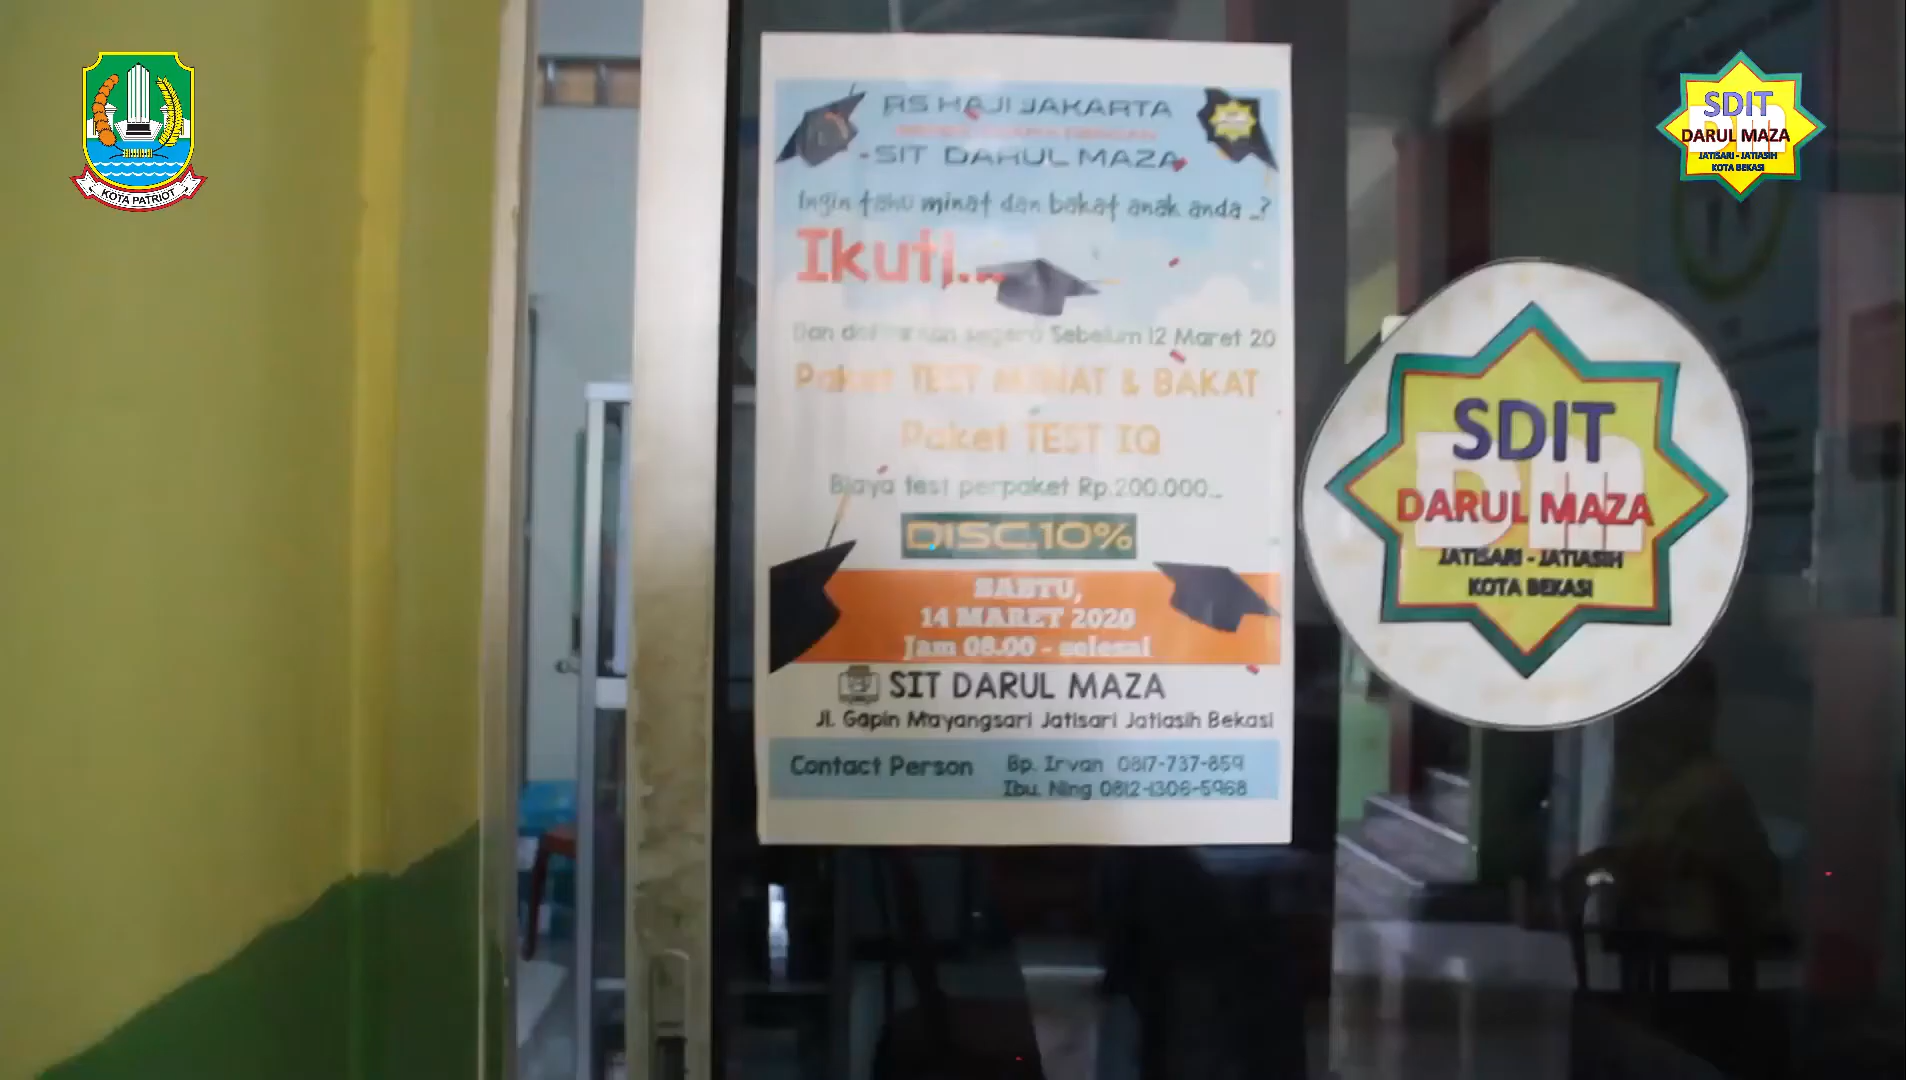 KOTA PATRIOT
SDIT
DARUL MAZA
JATISARI - JATIASIH
KOTA BEKASI
RS HAJI JAKARTA
SIT DARUL MAZA
Ingin tahu minat dan bakat anak anda ..?
Ikuti...
Dan daftarkan segera Sebelum 12 Maret 20
Paket TEST MINAT & BAKAT
Paket TEST IQ
Biaya test perpaket Rp.200.000..
DISC.10%
SABTU,
14 MARET 2020
Jam 08.00 - selesai
SIT DARUL MAZA
Jl. Gapin Mayangsari Jatisari Jatiasih Bekasi
Contact Person
Bp. Irvan 0817-737-859
Ibu. Ning 0812-1306-5968
SDIT
DARUL MAZA
JATISARI - JATIASIH
KOTA BEKASI